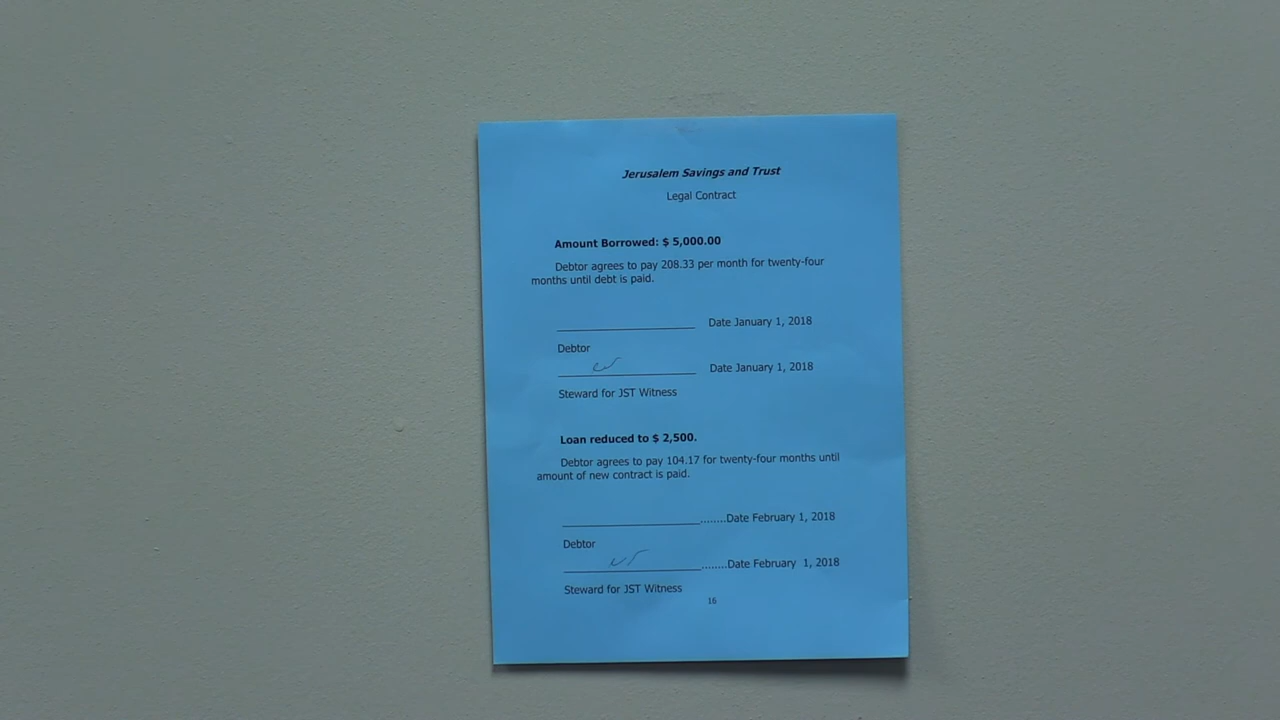 Jerusalem Savings and Trust
Legal Contract
Amount Borrowed: $ 5,000.00
Debtor agrees to pay 208.33 per month for twenty-four
months until debt is paid.
____________________ Date January 1, 2018
Debtor
____________________ Date January 1, 2018
Steward for JST Witness
Loan reduced to $ 2,500.
Debtor agrees to pay 104.17 for twenty-four months until
amount of new contract is paid.
____________________........Date February 1, 2018
Debtor
____________________........Date February 1, 2018
Steward for JST Witness
16